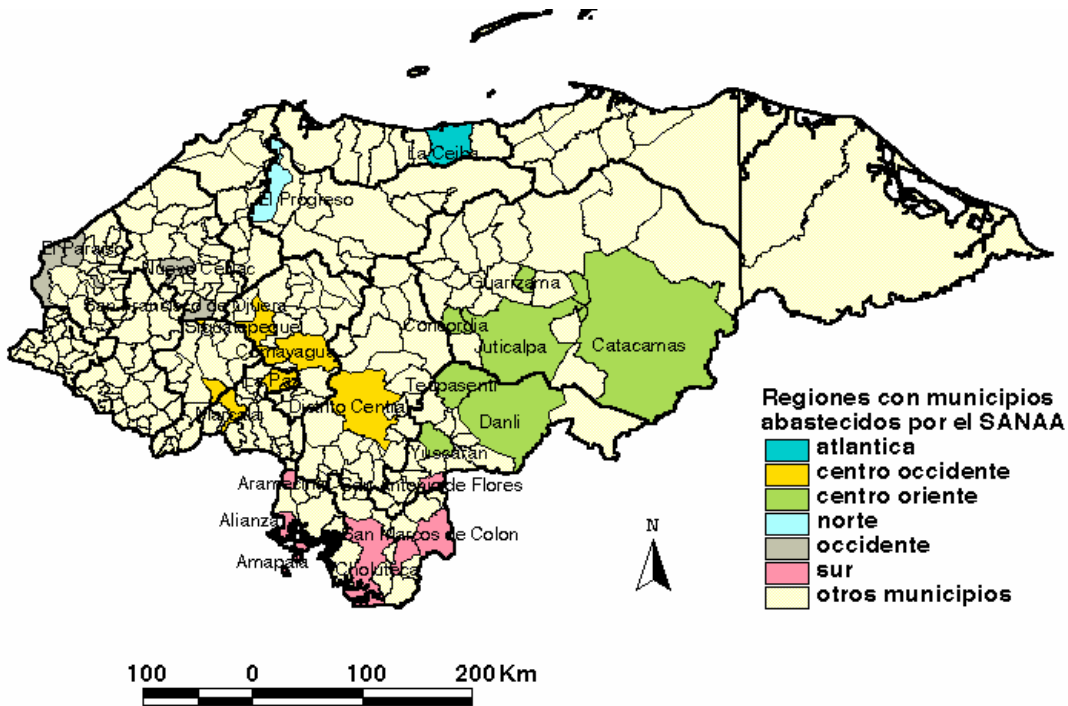 La Ceiba
El Progreso
El Paraiso
Nuevo Celilac
Guarizama
San Francisco de Ojuera
Siguatepeque
Concordia
Comayagua
Juticalpa
Catacamas
La Paz
Teupasenti
Marcala
Distrito Central
Danli
Yuscaran
Aramecina
San Antonio de Flores
Alianza
San Marcos de Colon
Amapala
Choluteca
Regiones con municipios
abastecidos por el SANAA
atlantica
centro occidente
centro oriente
norte
occidente
sur
otros municipios
N
100 0 100 200 Km